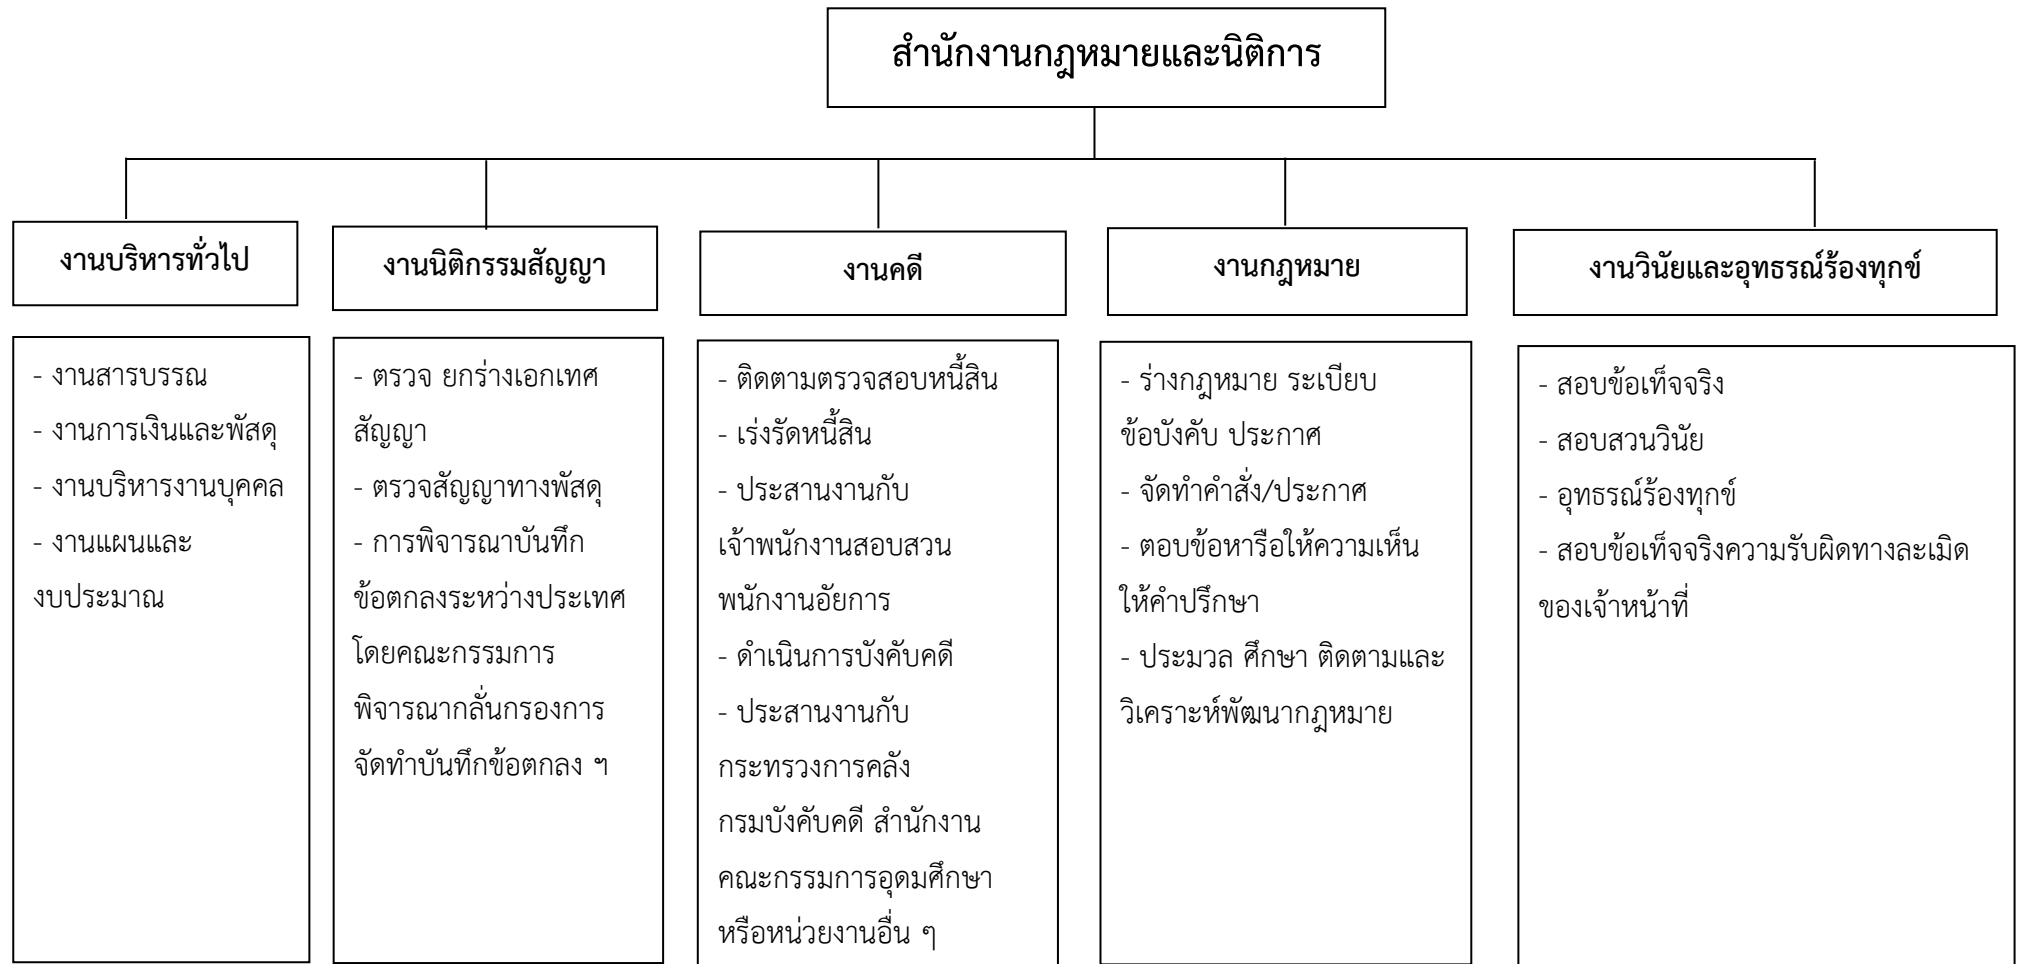 สำนักงานกฎหมายและนิติการ
งานบริหารทั่วไป
- งานสารบรรณ
- งานการเงินและพัสดุ
- งานบริหารงานบุคคล
- งานแผนและ
งบประมาณ
งานนิติกรรมสัญญา
- ตรวจ ยกร่างเอกเทศ
สัญญา
- ตรวจสัญญาทางพัสดุ
- การพิจารณาบันทึก
ข้อตกลงระหว่างประเทศ
โดยคณะกรรมการ
พิจารณากลั่นกรองการ
จัดทำบันทึกข้อตกลง ฯ
งานคดี
- ติดตามตรวจสอบหนี้สิน
- เร่งรัดหนี้สิน
- ประสานงานกับ
เจ้าพนักงานสอบสวน
พนักงานอัยการ
- ดำเนินการบังคับคดี
- ประสานงานกับ
กระทรวงการคลัง
กรมบังคับคดี สำนักงาน
คณะกรรมการอุดมศึกษา
หรือหน่วยงานอื่น ๆ
งานกฎหมาย
- ร่างกฎหมาย ระเบียบ
ข้อบังคับ ประกาศ
- จัดทำคำสั่ง/ประกาศ
- ตอบข้อหารือให้ความเห็น
ให้คำปรึกษา
- ประมวล ศึกษา ติดตามและ
วิเคราะห์พัฒนากฎหมาย
งานวินัยและอุทธรณ์ร้องทุกข์
- สอบข้อเท็จจริง
- สอบสวนวินัย
- อุทธรณ์ร้องทุกข์
- สอบข้อเท็จจริงความรับผิดทางละเมิด
ของเจ้าหน้าที่